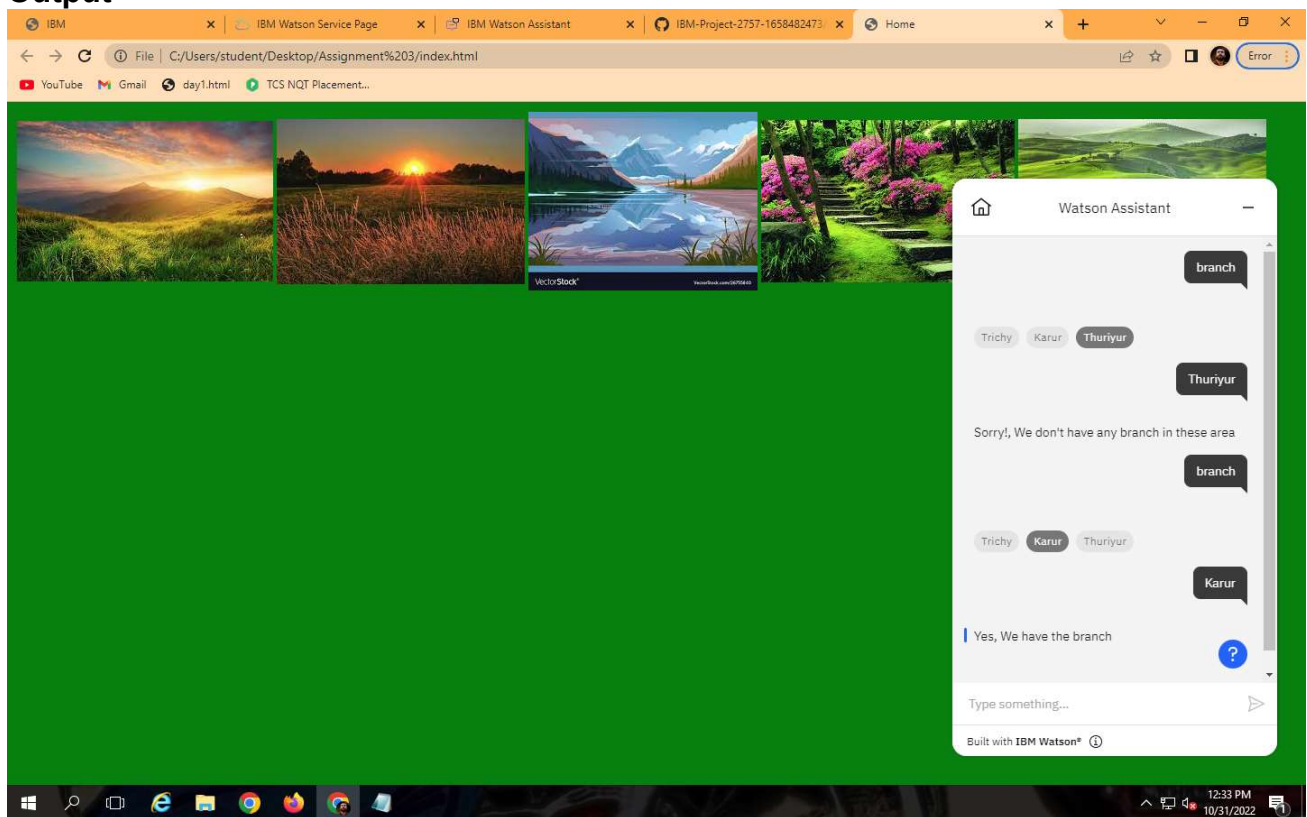 Output
IBM
IBM Watson Service Page
IBM Watson Assistant
IBM-Project-2757-1658482473
Home
File | C:/Users/student/Desktop/Assignment%203/index.html
Error
YouTube
Gmail
day1.html
TCS NQT Placement...
VectorStock®
Watson Assistant
branch
Trichy Karur Thuriyur
Thuriyur
Sorry!, We don't have any branch in these area
branch
Trichy Karur Thuriyur
Karur
Yes, We have the branch
?
Type something...
Built with IBM Watson®
12:33 PM
10/31/2022
1